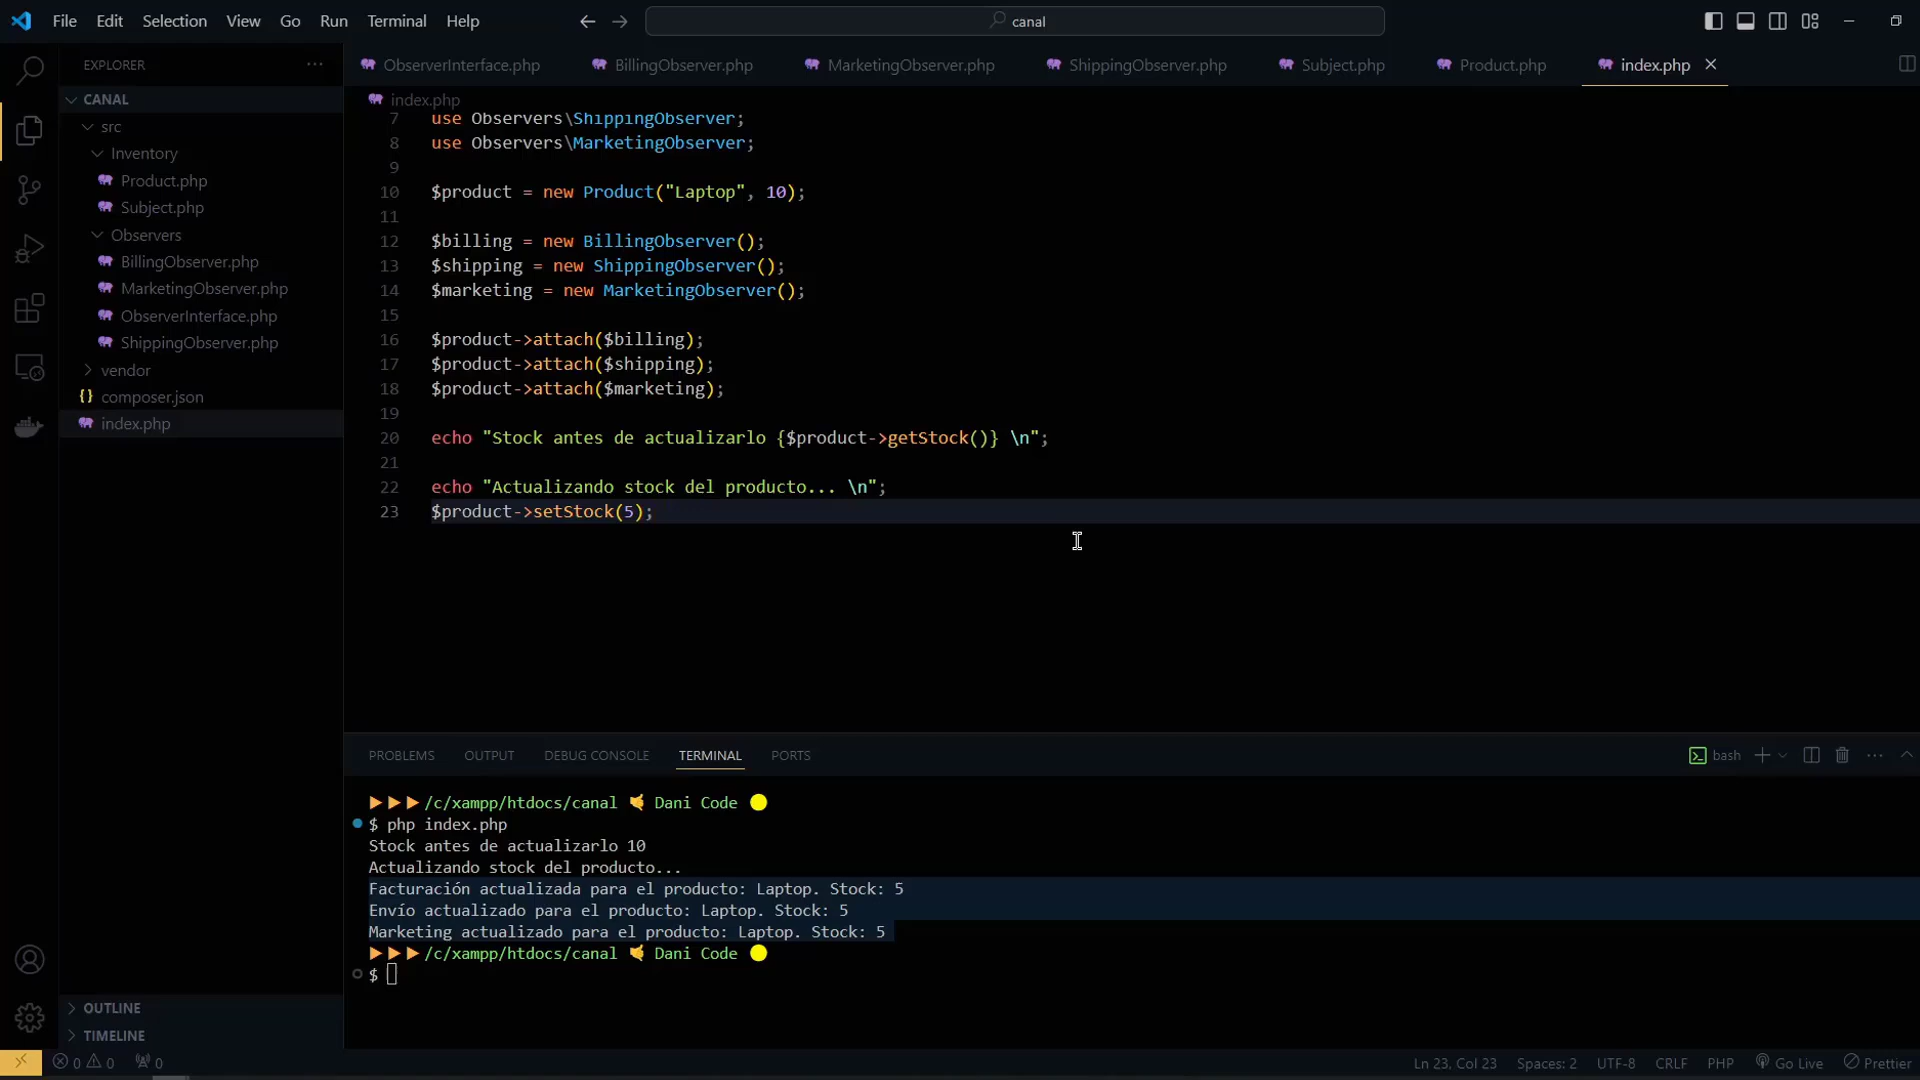 File Edit Selection View Go Run Terminal Help
canal
EXPLORER
ObserverInterface.php BillingObserver.php MarketingObserver.php ShippingObserver.php Subject.php Product.php index.php
CANAL
src
Inventory
Product.php
Subject.php
Observers
BillingObserver.php
MarketingObserver.php
ObserverInterface.php
ShippingObserver.php
vendor
composer.json
index.php
OUTLINE
TIMELINE
index.php
7 use Observers\ShippingObserver;
8 use Observers\MarketingObserver;
9
10 $product = new Product("Laptop", 10);
11
12 $billing = new BillingObserver();
13 $shipping = new ShippingObserver();
14 $marketing = new MarketingObserver();
15
16 $product->attach($billing);
17 $product->attach($shipping);
18 $product->attach($marketing);
19
20 echo "Stock antes de actualizarlo {$product->getStock()} \n";
21
22 echo "Actualizando stock del producto... \n";
23 $product->setStock(5);
PROBLEMS OUTPUT DEBUG CONSOLE TERMINAL PORTS
bash
/c/xampp/htdocs/canal Dani Code
$ php index.php
Stock antes de actualizarlo 10
Actualizando stock del producto...
Facturación actualizada para el producto: Laptop. Stock: 5
Envío actualizado para el producto: Laptop. Stock: 5
Marketing actualizado para el producto: Laptop. Stock: 5
/c/xampp/htdocs/canal Dani Code
$
0 0 0 Ln 23, Col 23 Spaces: 2 UTF-8 CRLF PHP Go Live Prettier